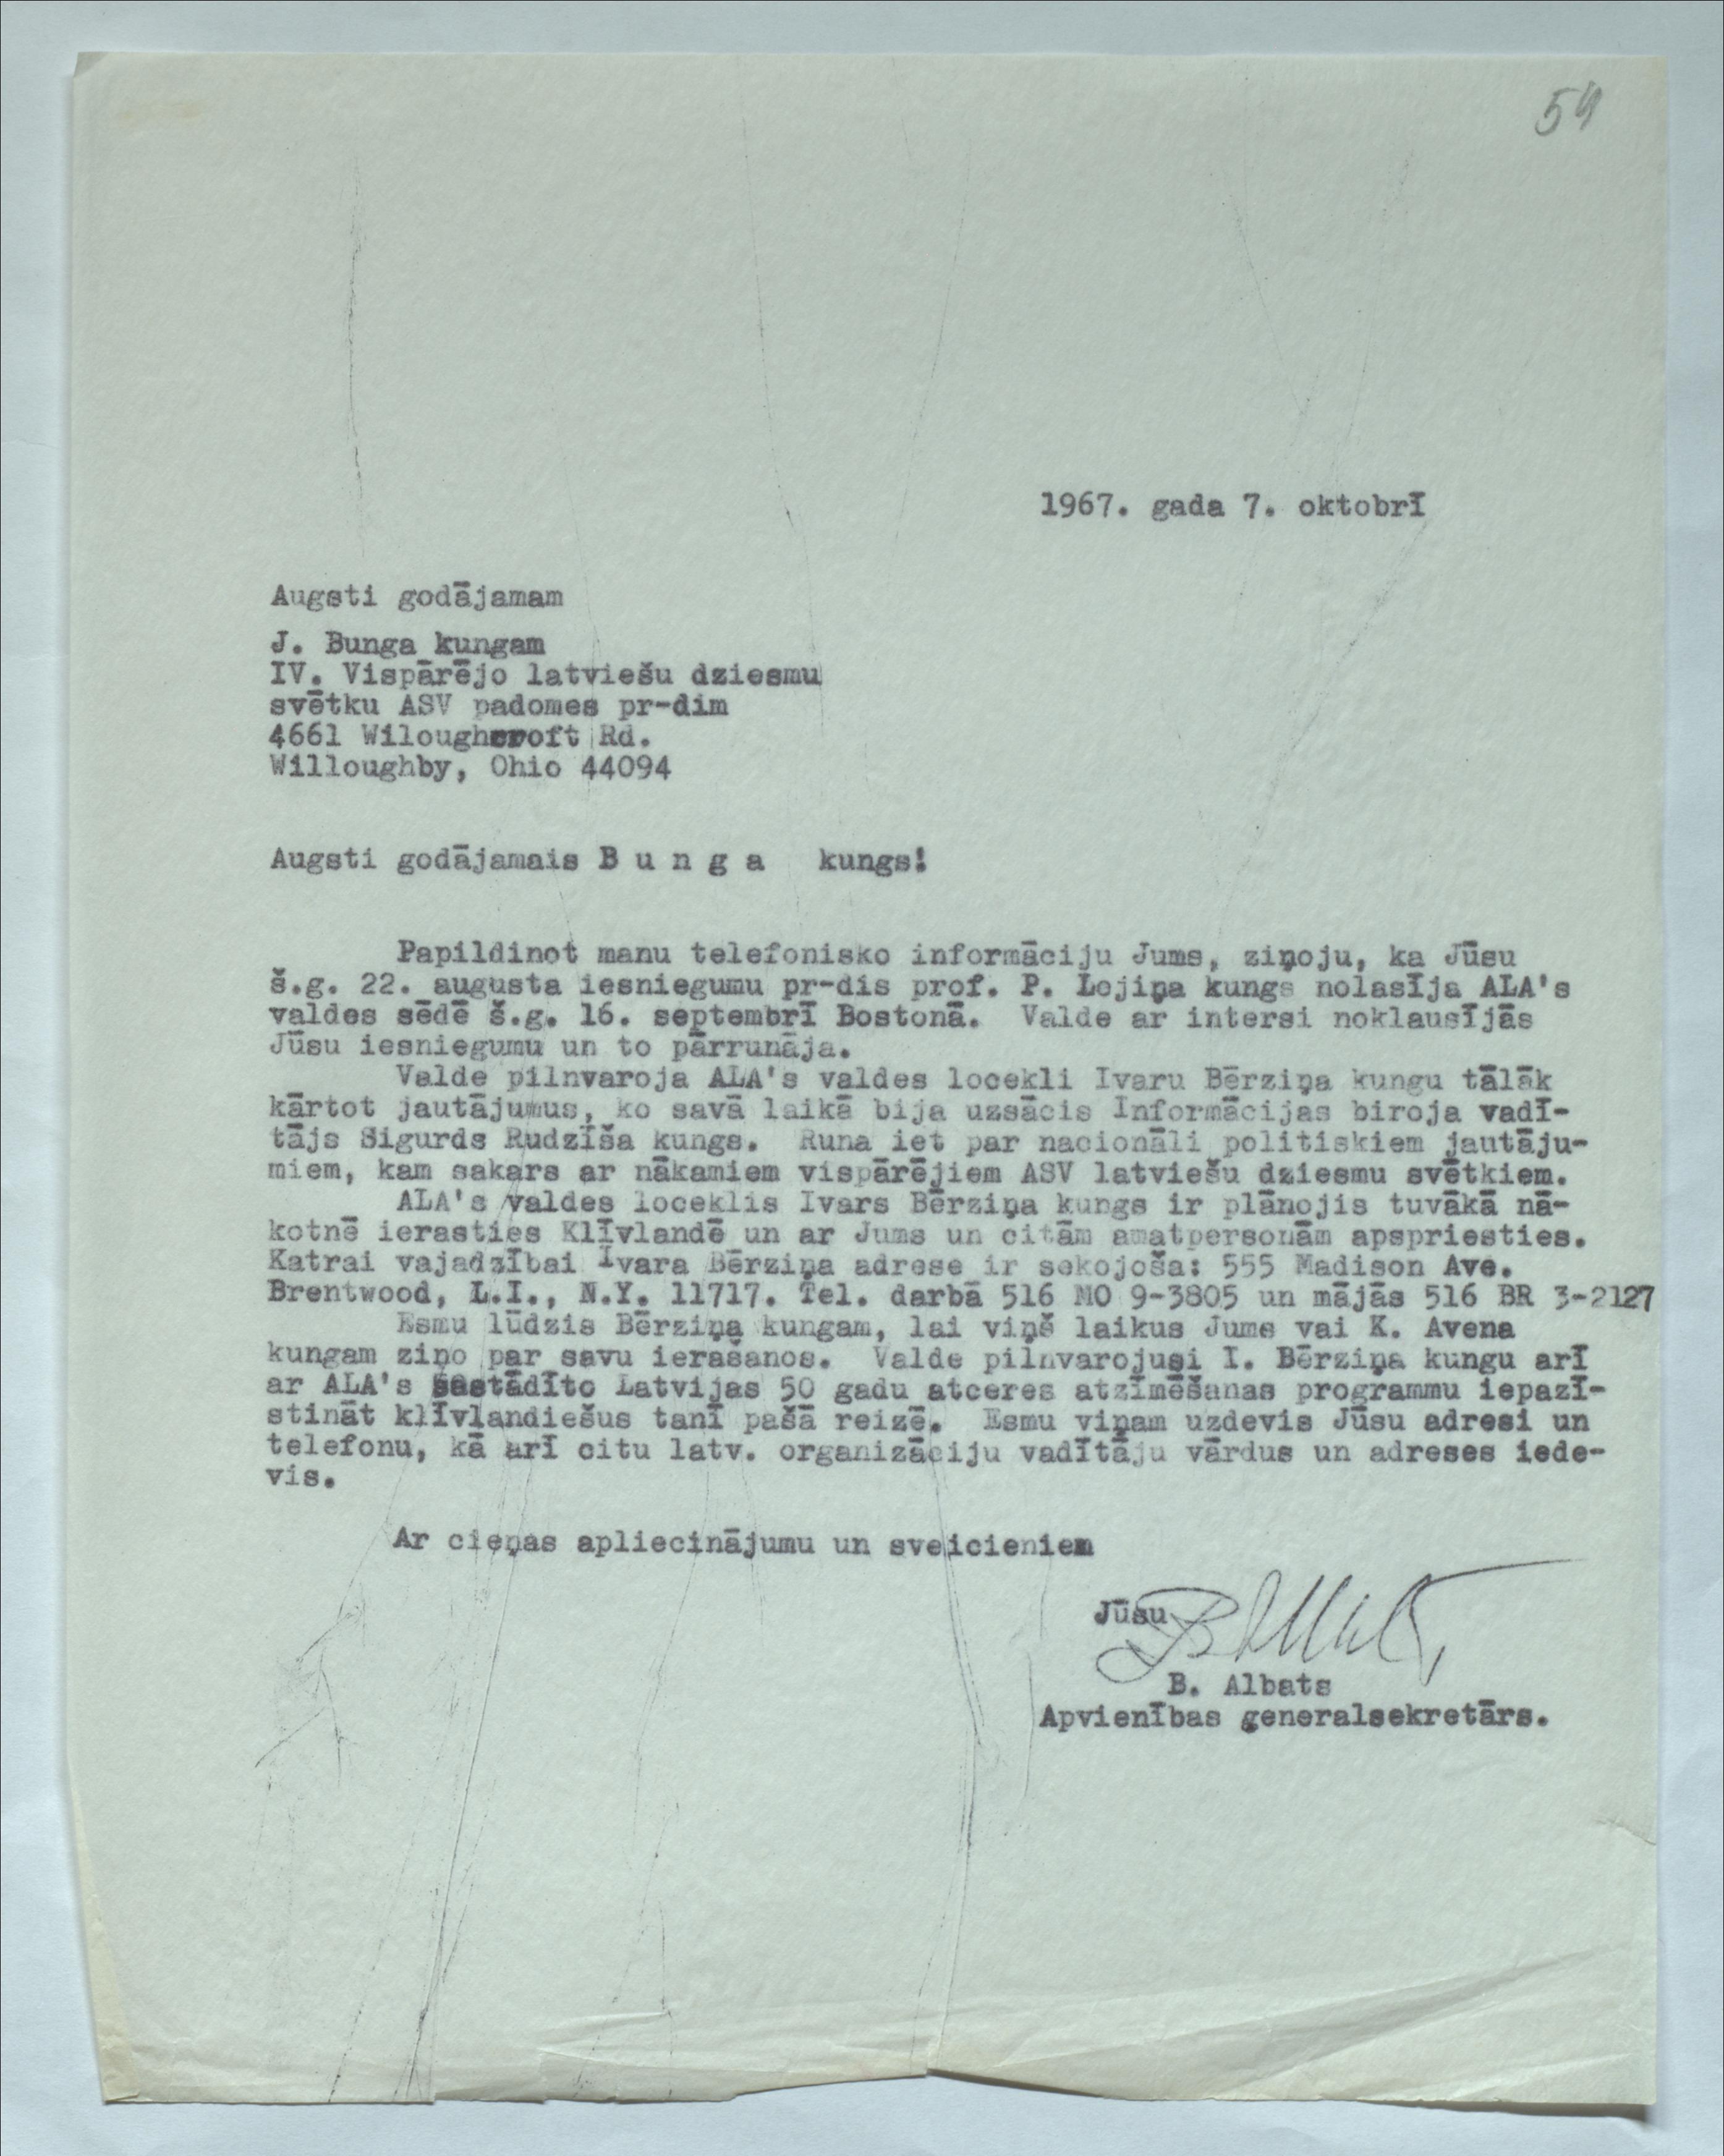 54
1967. gada 7. oktobrī
Augsti godājamam
J. Bunga kungam
IV. Vispārējo latviešu dziesmu
svētku ASV padomes pr-dim
4661 Wiloughcroft Rd.
Willoughby, Ohio 44094
Augsti godājamais B u n g a kungs!
Papildinot manu telefonisko informāciju Jums, ziņoju, ka Jūsu
š.g. 22. augusta iesniegumu pr-dis prof. P. Lejiņa kungs nolasīja ALA's
valdes sēdē š.g. 16. septembrī Bostonā. Valde ar intersi noklausījās
Jūsu iesniegumu un to pārrunāja.
Valde pilnvaroja ALA's valdes locekli Ivaru Bērziņa kungu tālāk
kārtot jautājumus, ko savā laikā bija uzsācis Informācijas biroja vadī-
tājs Sigurds Rudzīša kungs. Runa iet par nacionāli politiskiem jautāju-
miem, kam sakars ar nākamiem vispārējiem ASV latviešu dziesmu svētkiem.
ALA's valdes loceklis Ivars Bērziņa kungs ir plānojis tuvākā nā-
kotnē ierasties Klīvlandē un ar Jums un citām amatpersonām apspriesties.
Katrai vajadzībai Ivara Bērziņa adrese ir sekojoša: 555 Madison Ave.
Brentwood, L.I., N.Y. 11717. Tel. darbā 516 MO 9-3805 un mājās 516 BR 3-2127
Esmu lūdzis Bērziņa kungam, lai viņš laikus Jums vai K. Avena
kungam ziņo par savu ierašanos. Valde pilnvarojusi I. Bērziņa kungu arī
ar ALA's sastādīto Latvijas 50 gadu atceres atzīmēšanas programmu iepazī-
stināt klīvlandiešus tanī pašā reizē. Esmu viņam uzdevis Jūsu adresi un
telefonu, kā arī citu latv. organizāciju vadītāju vārdus un adreses iede-
vis.
Ar cieņas apliecinājumu un sveicieniem
Jūsu
B. Albats
Apvienības ģeneralsekretārs.